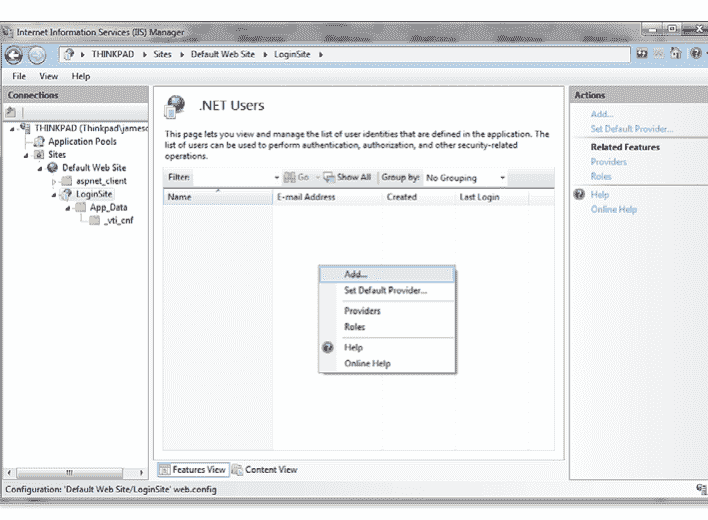 Internet Information Services (IIS) Manager
THINKPAD Sites Default Web Site LoginSite
File View Help
Connections
THINKPAD (Thinkpad\jamesc
Application Pools
Sites
Default Web Site
aspnet_client
LoginSite
App_Data
_vti_cnf
.NET Users
This page lets you view and manage the list of user identities that are defined in the application. The
list of users can be used to perform authentication, authorization, and other security-related
operations.
Filter: Go Show All Group by: No Grouping
Name E-mail Address Created Last Login
Add...
Set Default Provider...
Providers
Roles
Help
Online Help
Features View Content View
Actions
Add...
Set Default Provider...
Related Features
Providers
Roles
Help
Online Help
Configuration: 'Default Web Site/LoginSite' web.config